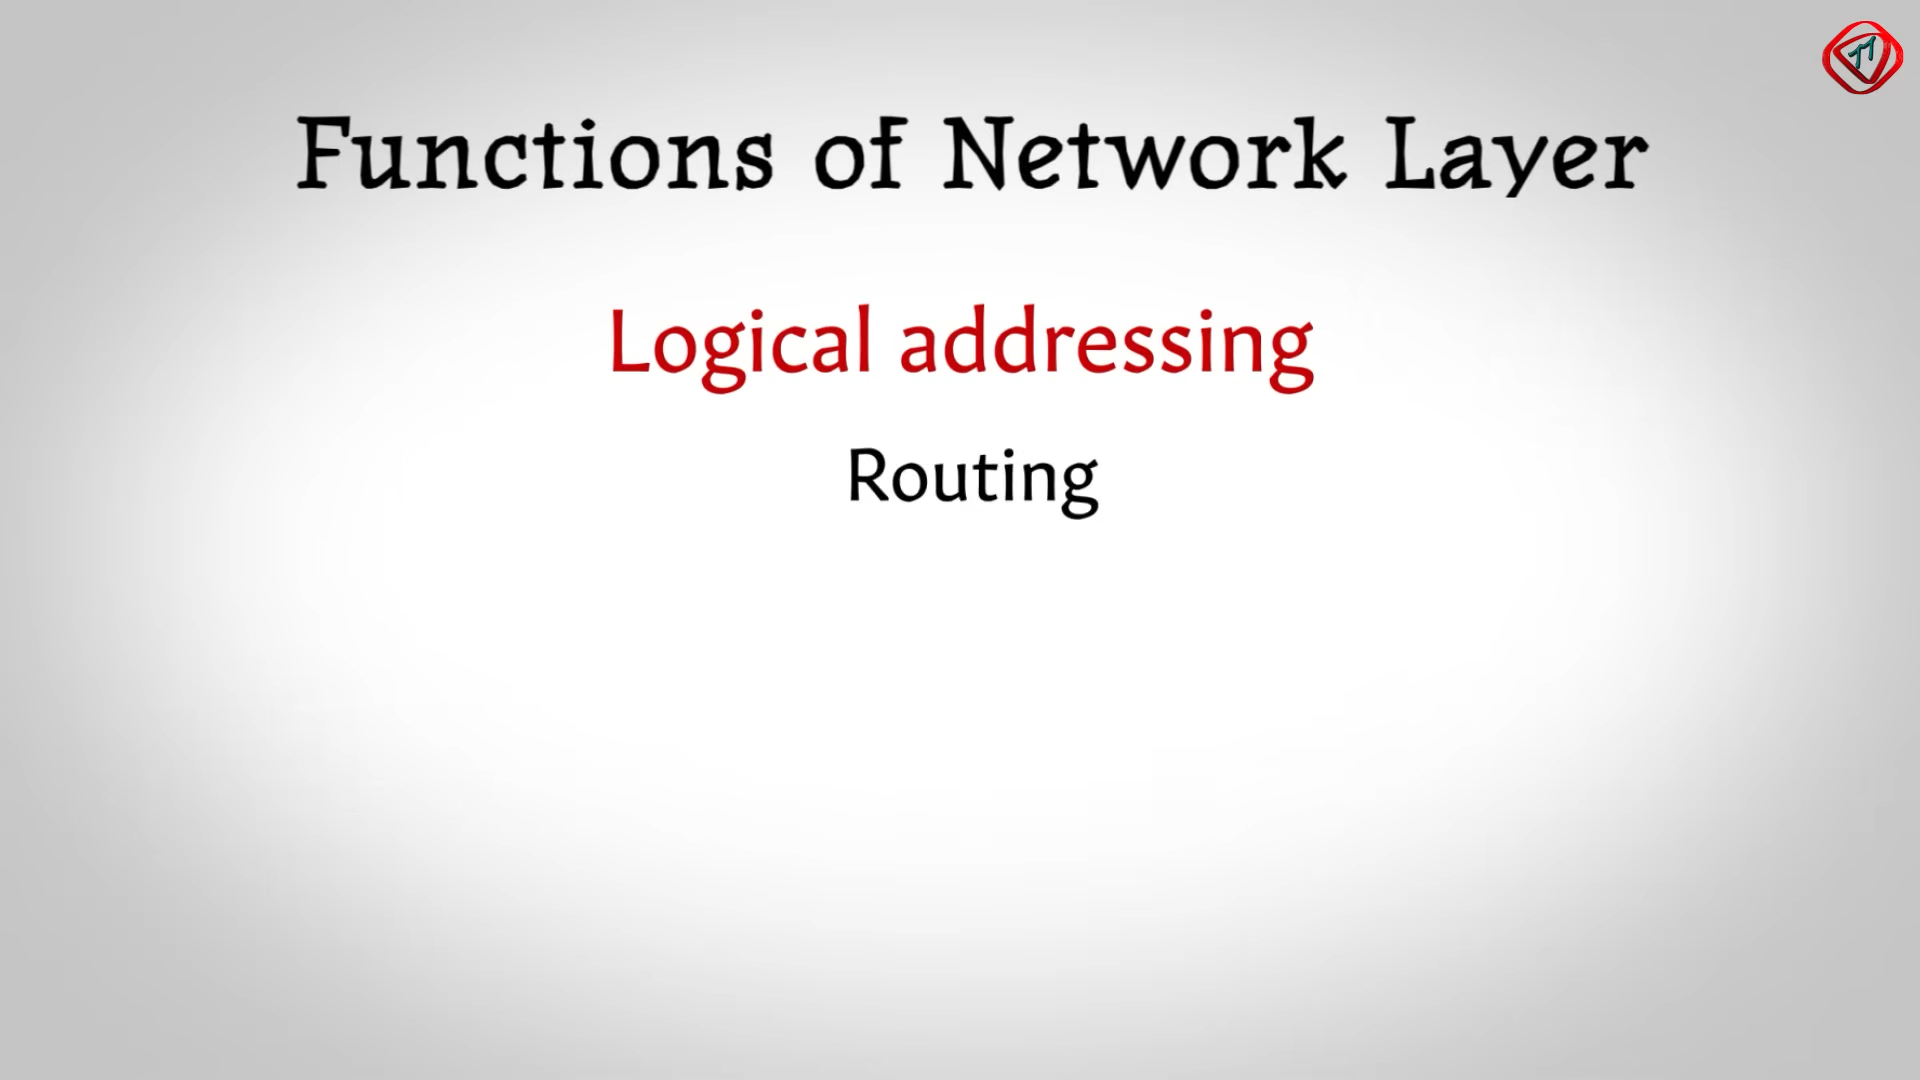 Functions of Network Layer
Logical addressing
Routing